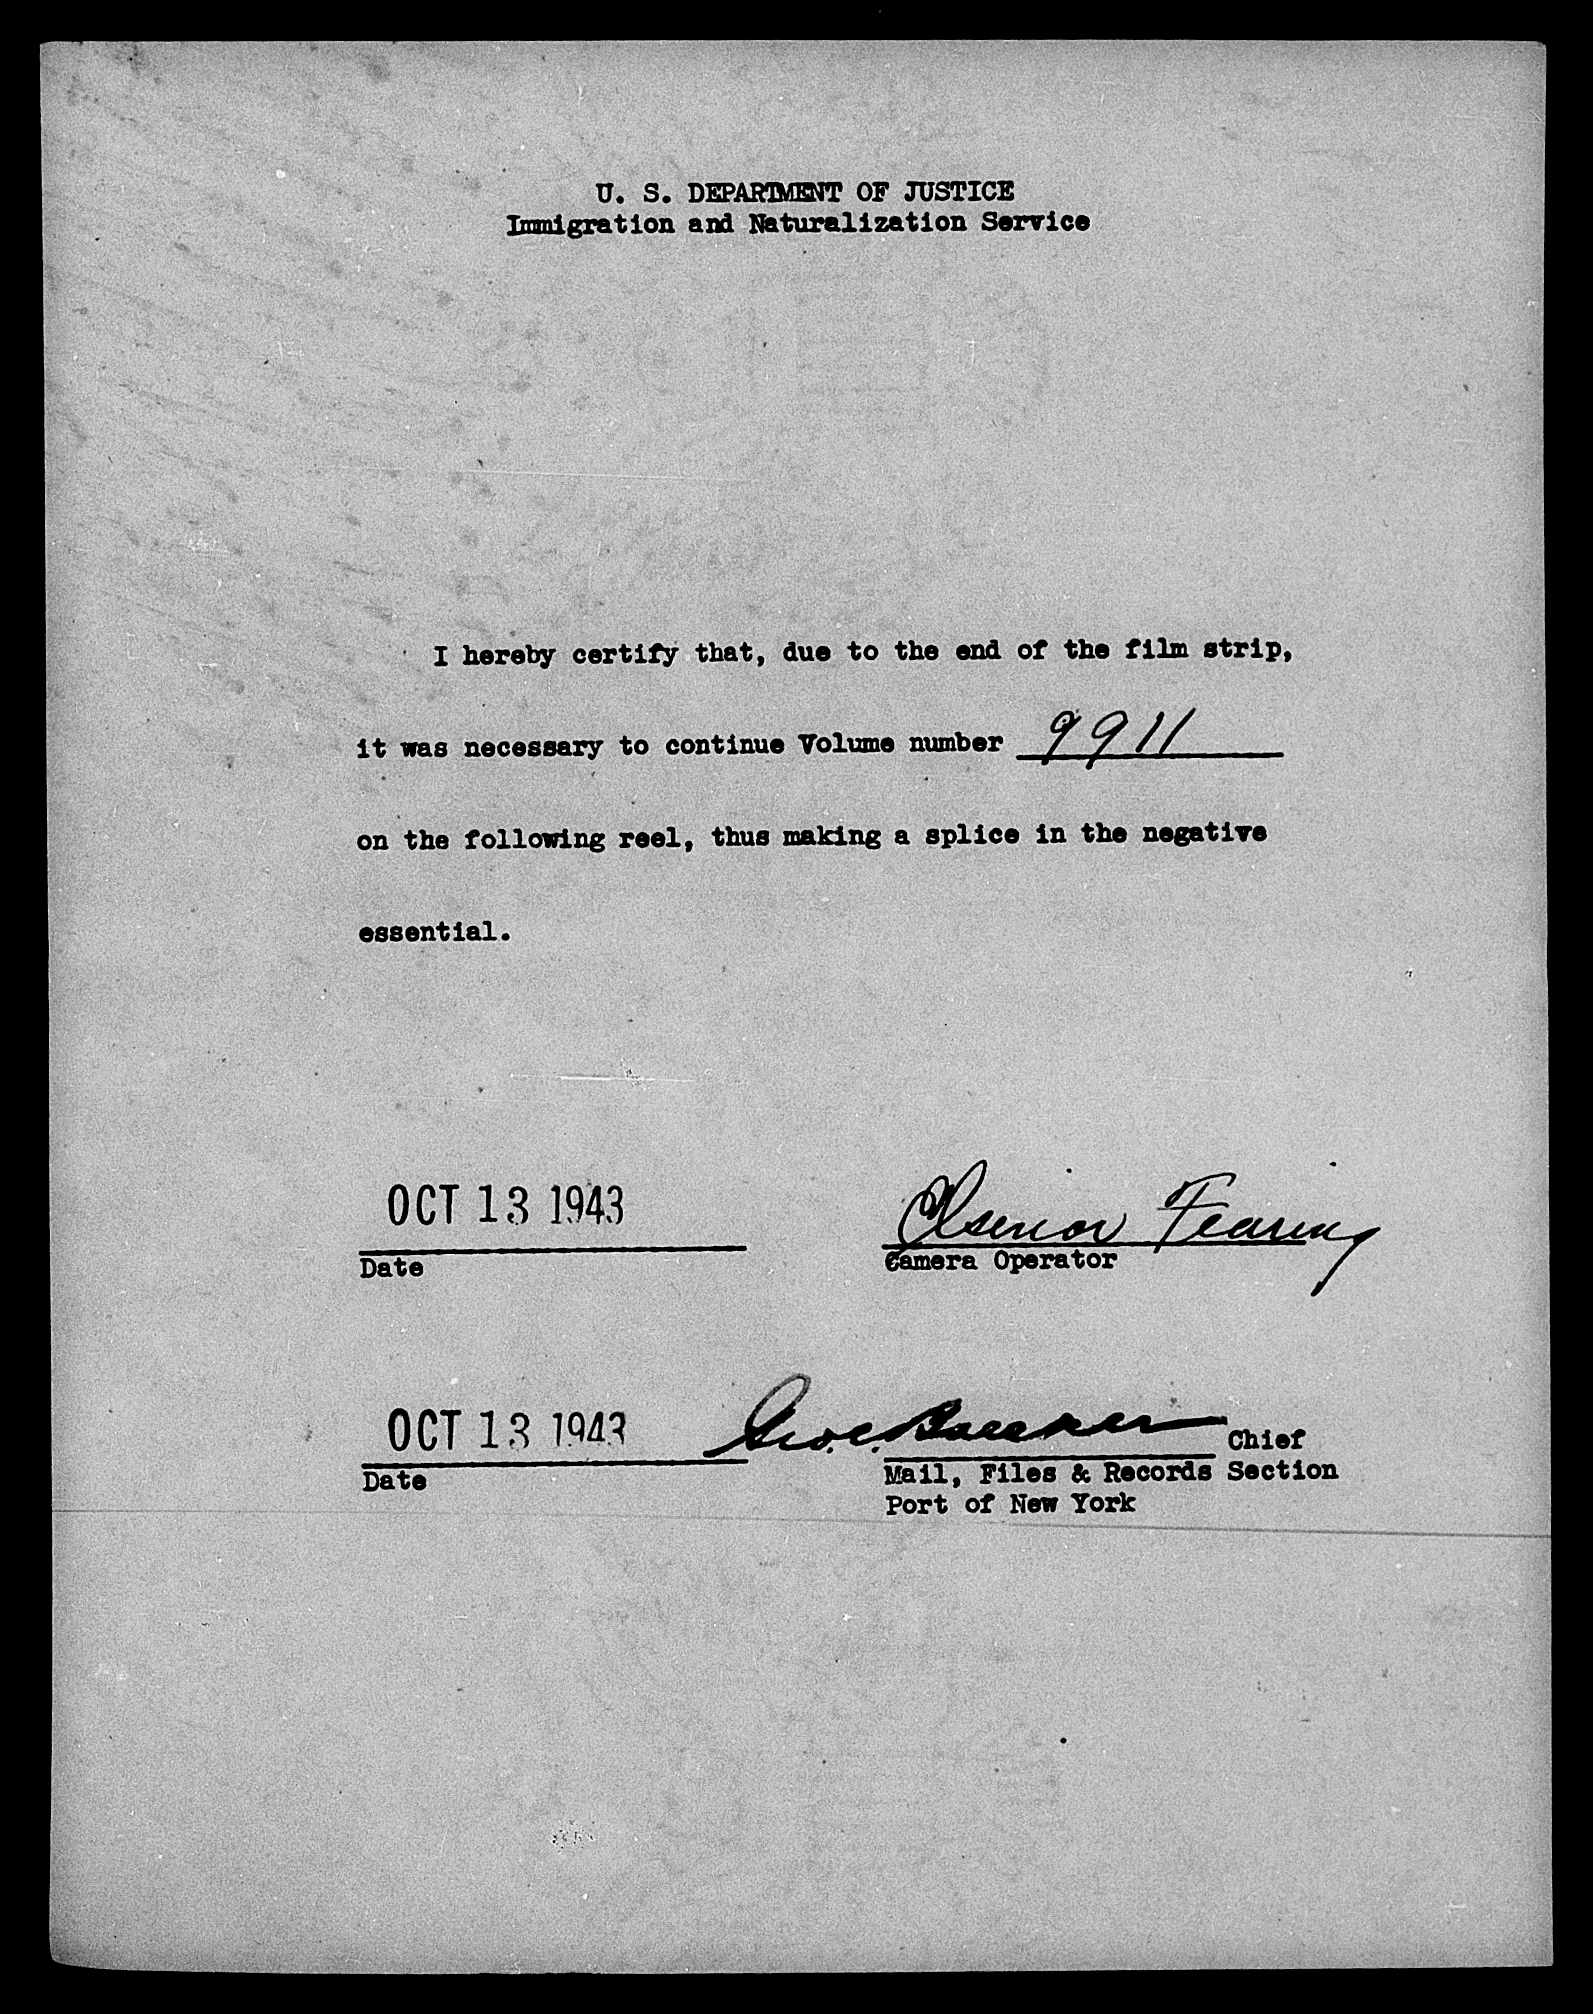 U. S. DEPARTMENT OF JUSTICE
Immigration and Naturalization Service
I hereby certify that, due to the end of the film strip,
it was necessary to continue Volume number 9911
on the following reel, thus making a splice in the negative
essential.
OCT 13 1943
Fearing
Date
Camera Operator
OCT 13 1943
Geo. C.
Chief
Date
Mail, Files & Records Section
Port of New York